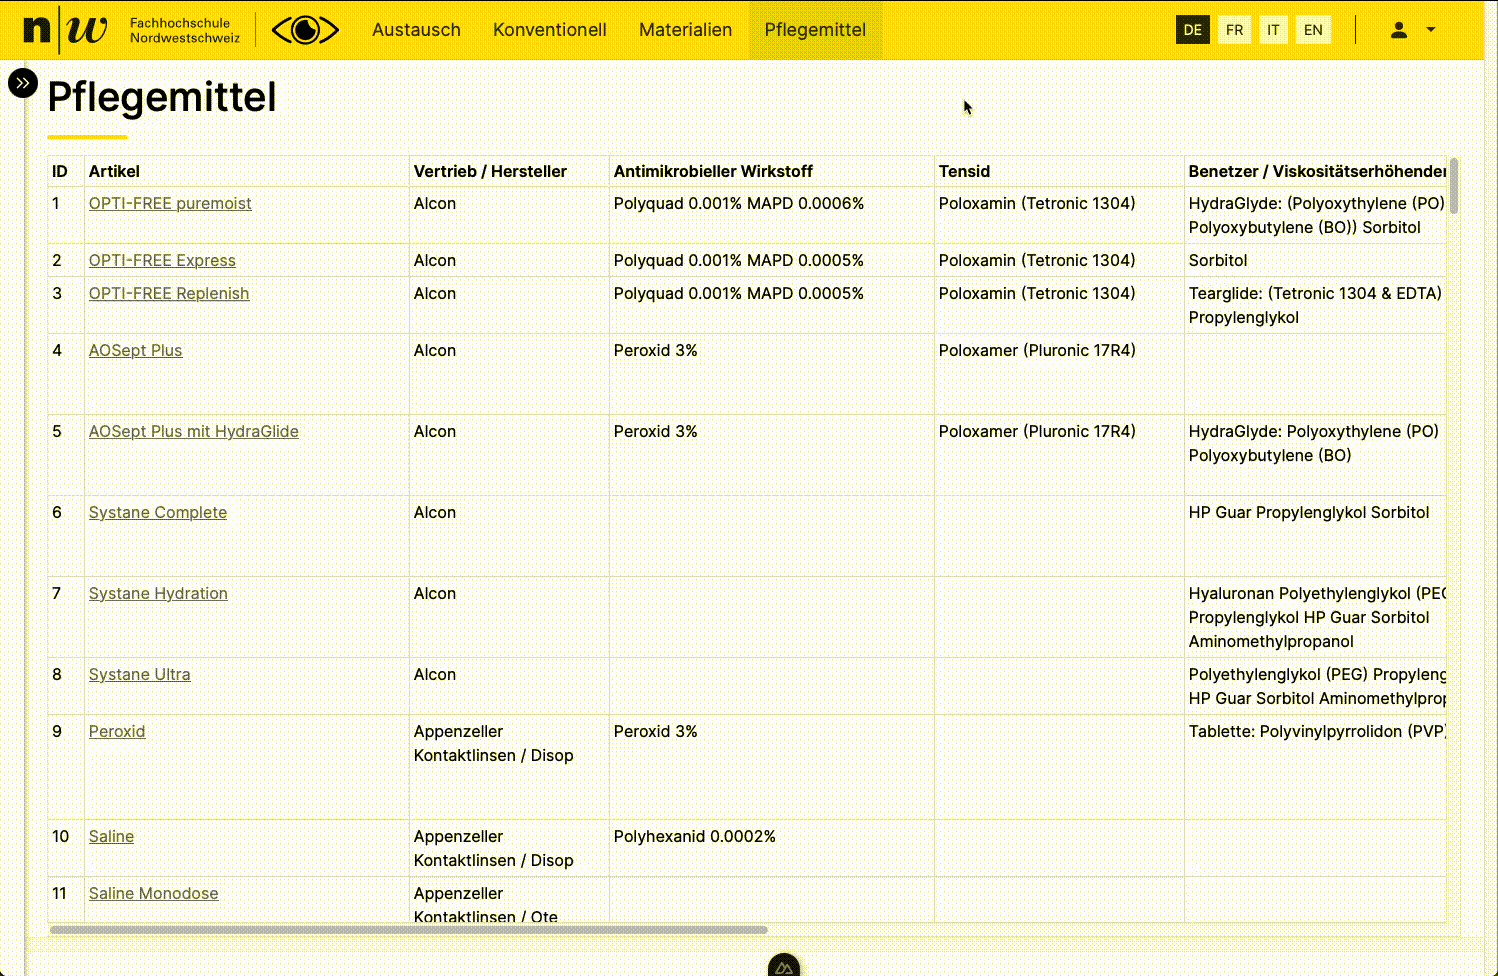 n|w Fachhochschule Nordwestschweiz Austausch Konventionell Materialien Pflegemittel DE FR IT EN
Pflegemittel
ID Artikel Vertrieb / Hersteller Antimikrobieller Wirkstoff Tensid Benetzer / Viskositätserhöhender
1 OPTI-FREE puremoist Alcon Polyquad 0.001% MAPD 0.0006% Poloxamin (Tetronic 1304) HydraGlyde: (Polyoxythylene (PO)
Polyoxybutylene (BO)) Sorbitol
2 OPTI-FREE Express Alcon Polyquad 0.001% MAPD 0.0005% Poloxamin (Tetronic 1304) Sorbitol
3 OPTI-FREE Replenish Alcon Polyquad 0.001% MAPD 0.0005% Poloxamin (Tetronic 1304) Tearglide: (Tetronic 1304 & EDTA)
Propylenglykol
4 AOSept Plus Alcon Peroxid 3% Poloxamer (Pluronic 17R4)
5 AOSept Plus mit HydraGlide Alcon Peroxid 3% Poloxamer (Pluronic 17R4) HydraGlyde: Polyoxythylene (PO)
Polyoxybutylene (BO)
6 Systane Complete Alcon HP Guar Propylenglykol Sorbitol
7 Systane Hydration Alcon Hyaluronan Polyethylenglykol (PEG
Propylenglykol HP Guar Sorbitol
Aminomethylpropanol
8 Systane Ultra Alcon Polyethylenglykol (PEG) Propyleng
HP Guar Sorbitol Aminomethylprop
9 Peroxid Appenzeller Peroxid 3% Tablette: Polyvinylpyrrolidon (PVP)
Kontaktlinsen / Disop
10 Saline Appenzeller Polyhexanid 0.0002%
Kontaktlinsen / Disop
11 Saline Monodose Appenzeller
Kontaktlinsen / Ote